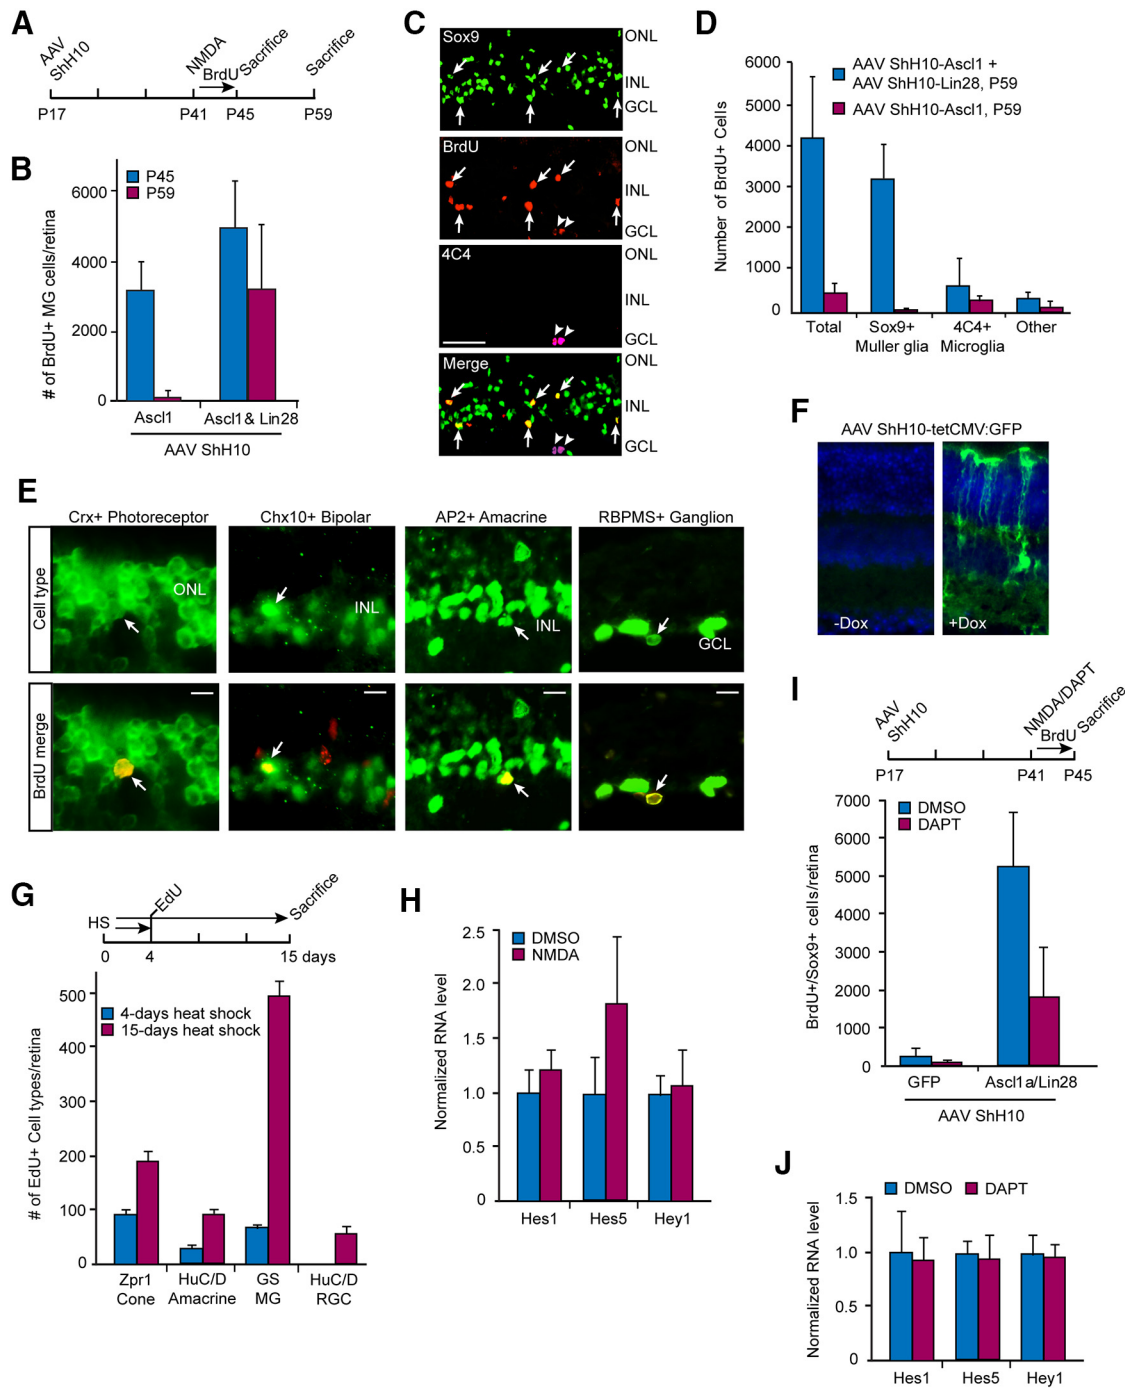 A
AAV
ShH10
NMDA
BrdU
Sacrifice
Sacrifice
P17
P41
P45
P59
B
P45
P59
# of BrdU+ MG cells/retina
6000
4000
2000
0
Ascl1
Ascl1 & Lin28
AAV ShH10
C
Sox9
ONL
INL
GCL
BrdU
ONL
INL
GCL
4C4
ONL
INL
GCL
Merge
ONL
INL
GCL
D
AAV ShH10-Ascl1 +
AAV ShH10-Lin28, P59
AAV ShH10-Ascl1, P59
Number of BrdU+ Cells
6000
5000
4000
3000
2000
1000
0
Total
Sox9+
Muller glia
4C4+
Microglia
Other
E
Crx+ Photoreceptor
Chx10+ Bipolar
AP2+ Amacrine
RBPMS+ Ganglion
Cell type
ONL
INL
INL
GCL
BrdU merge
F
AAV ShH10-tetCMV:GFP
-Dox
+Dox
G
HS
EdU
Sacrifice
0
4
15 days
4-days heat shock
15-days heat shock
# of EdU+ Cell types/retina
500
400
300
200
100
0
Zpr1
Cone
HuC/D
Amacrine
GS
MG
HuC/D
RGC
H
DMSO
NMDA
Normalized RNA level
2.5
2.0
1.5
1.0
0.5
0
Hes1
Hes5
Hey1
I
AAV
ShH10
NMDA/DAPT
BrdU
Sacrifice
P17
P41
P45
DMSO
DAPT
BrdU+/Sox9+ cells/retina
7000
6000
5000
4000
3000
2000
1000
0
GFP
Ascl1a/Lin28
AAV ShH10
J
DMSO
DAPT
Normalized RNA level
1.5
1.0
0.5
0
Hes1
Hes5
Hey1